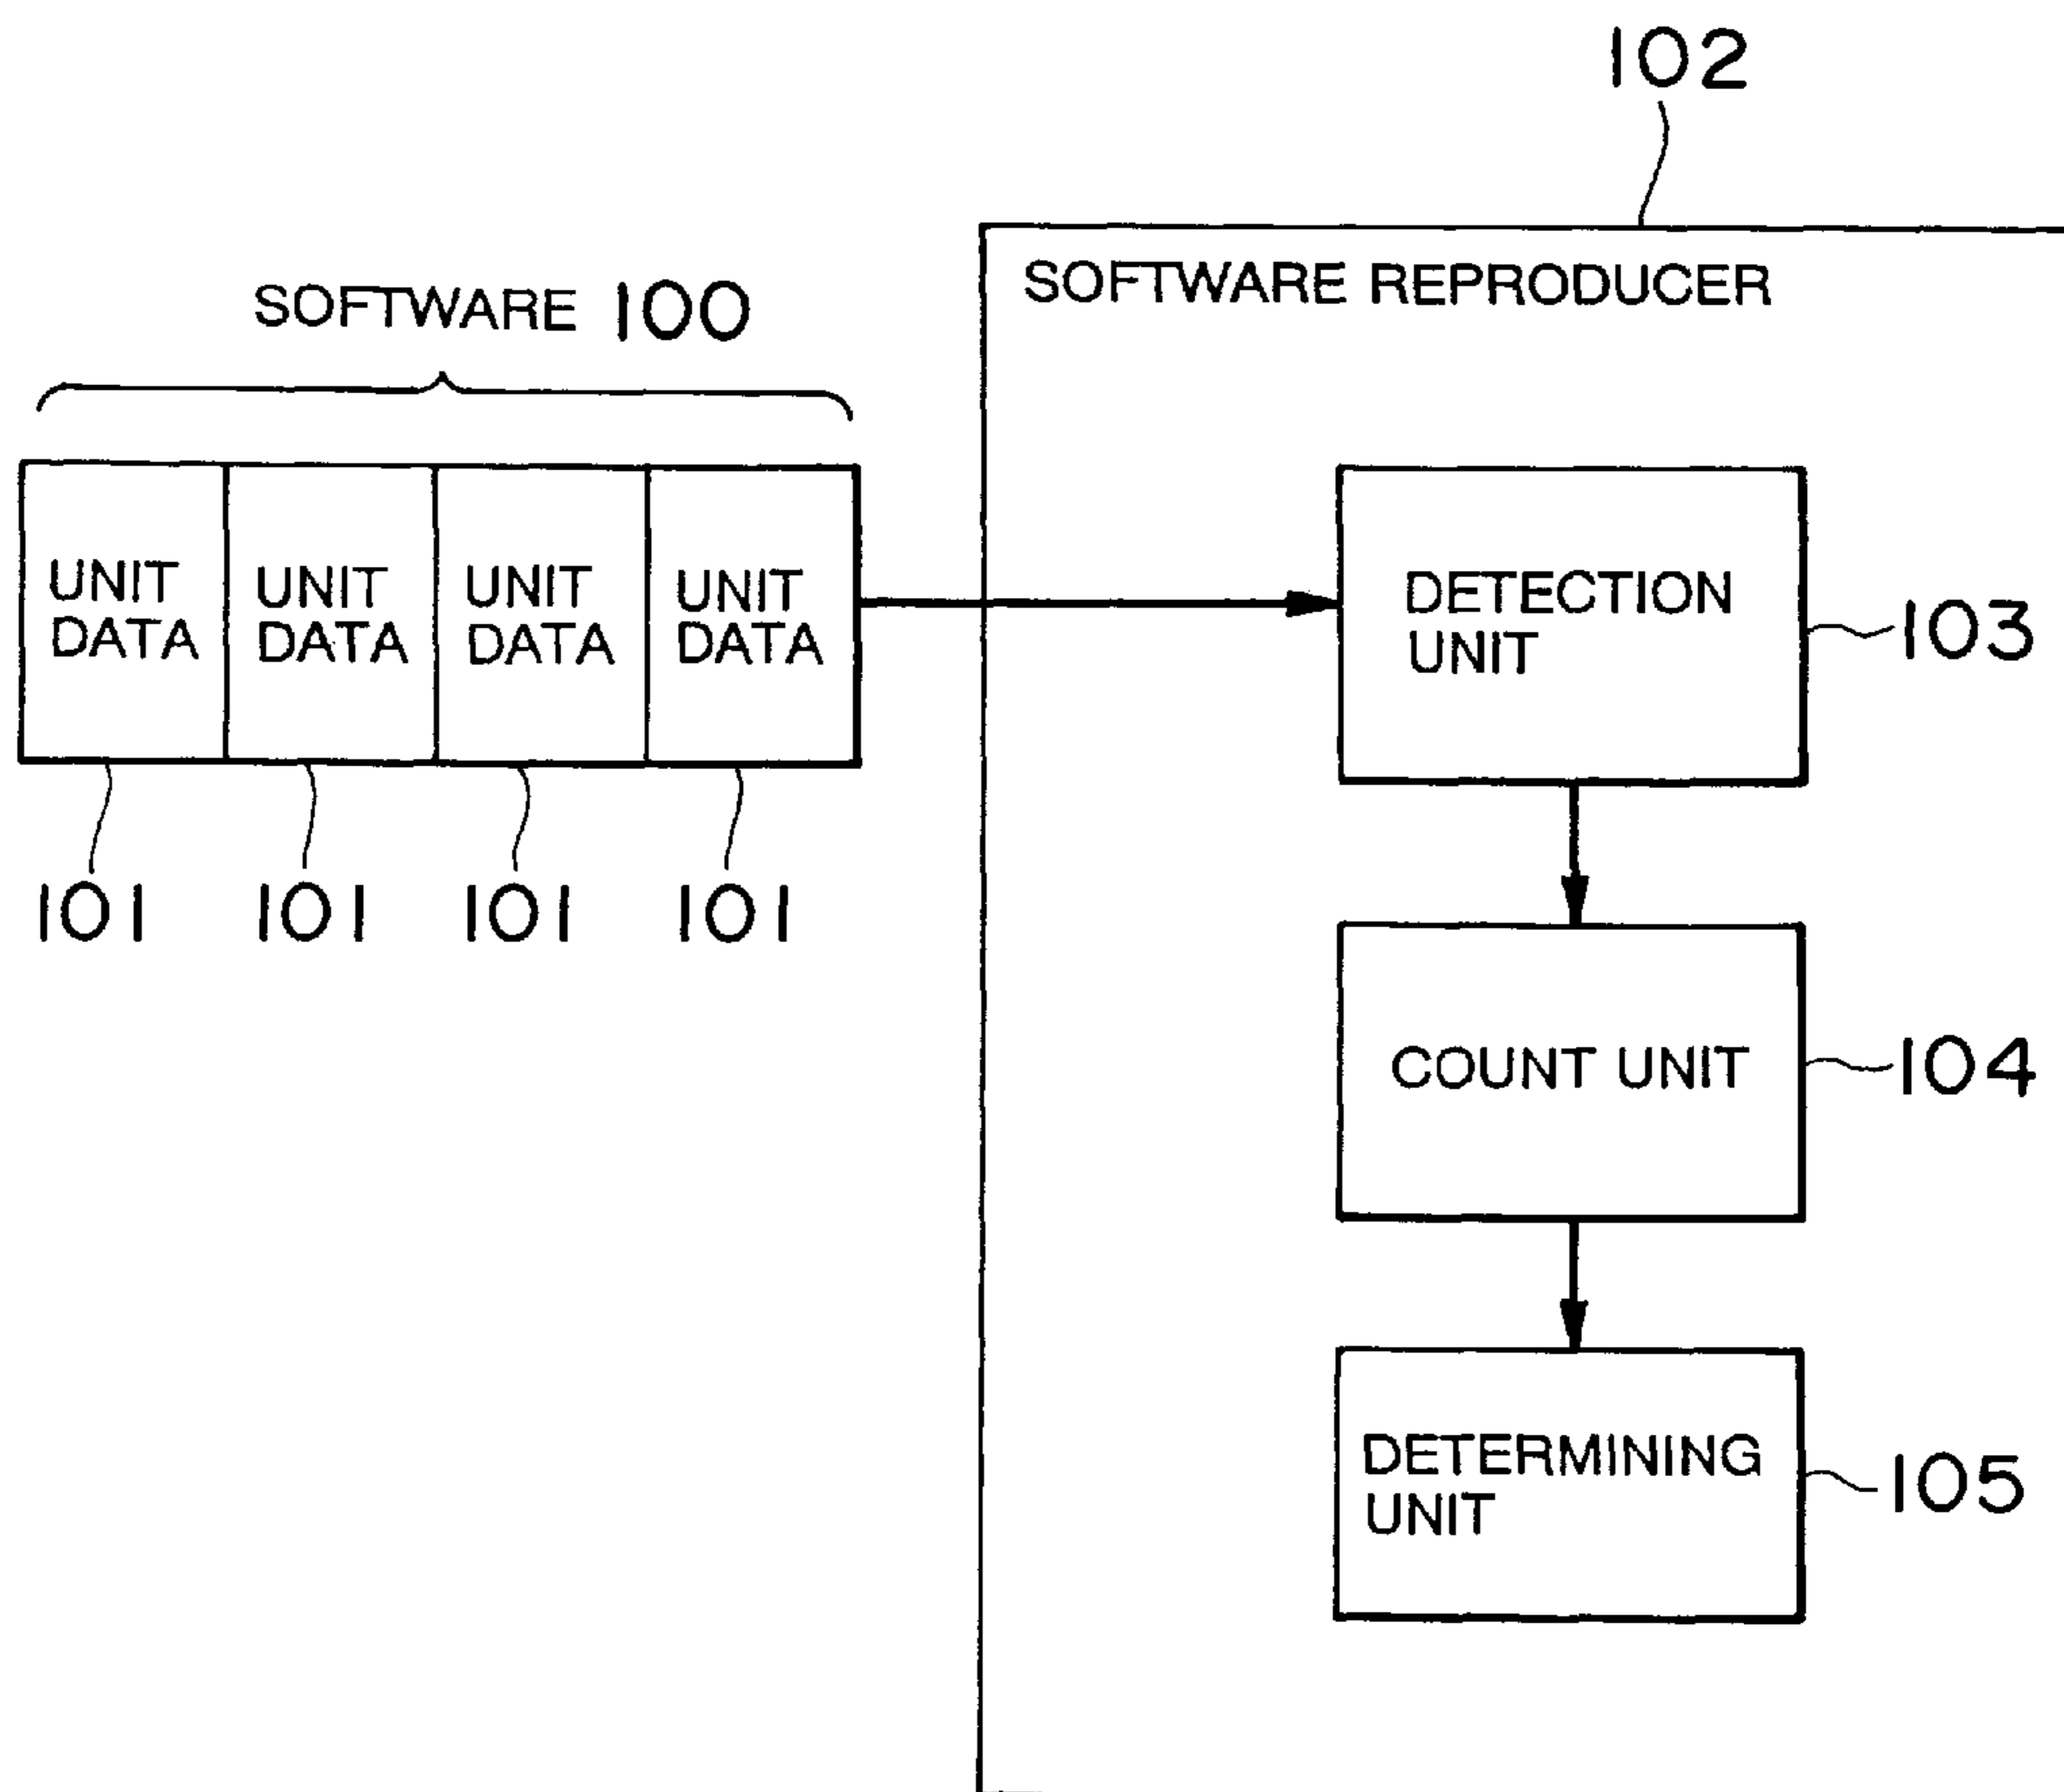 102
SOFTWARE REPRODUCER
SOFTWARE 100
UNIT DATA
UNIT DATA
UNIT DATA
UNIT DATA
101
101
101
101
DETECTION
UNIT
103
COUNT UNIT
104
DETERMINING
UNIT
105